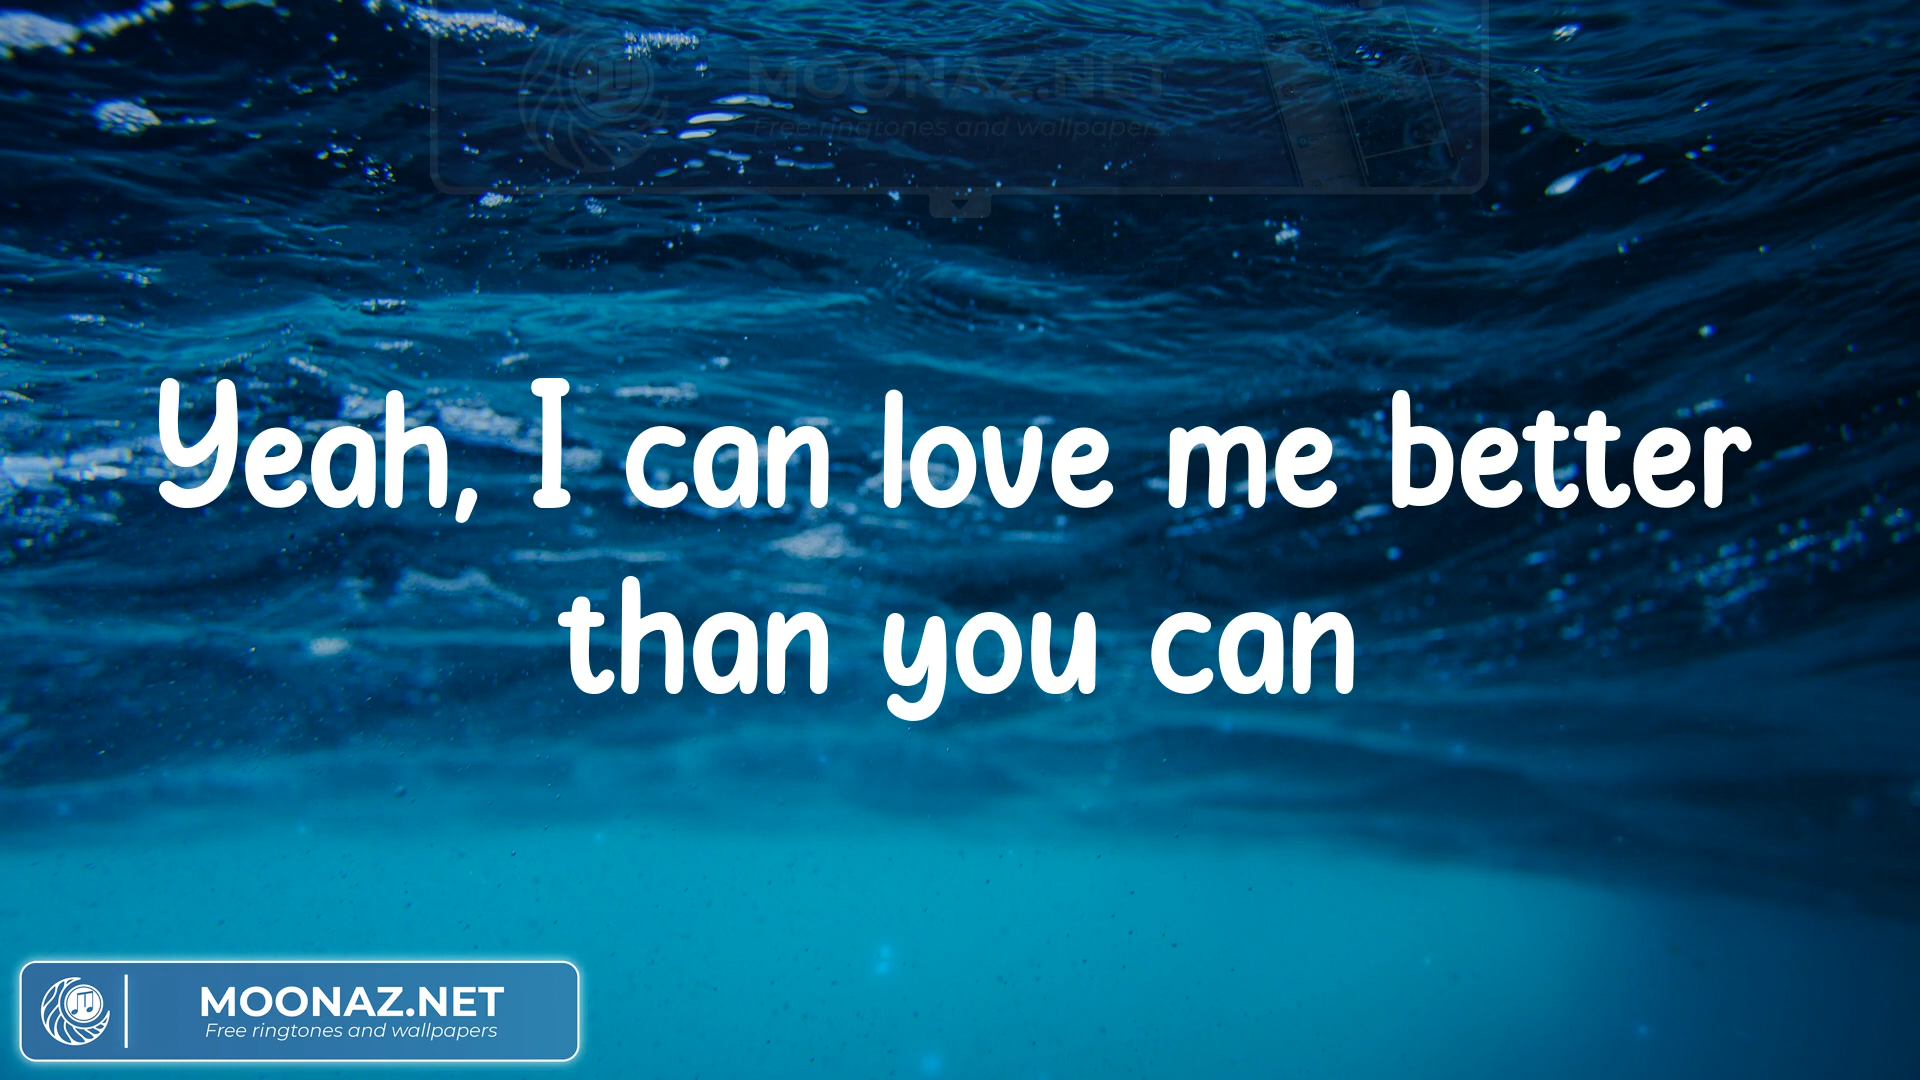 MOONAZ.NET
Free ringtones and wallpapers
Yeah, I can love me better
than you can
MOONAZ.NET
Free ringtones and wallpapers